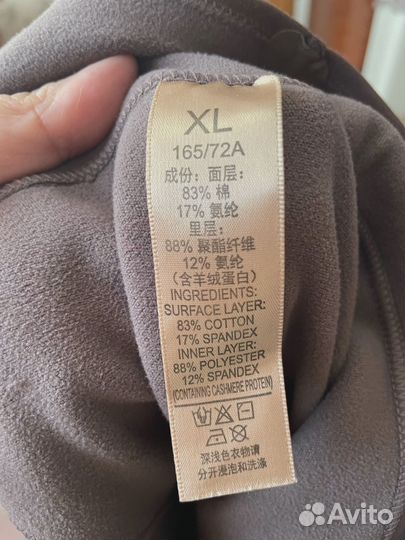 XL
165/72A
成份：面层：
83% 棉
17% 氨纶
里层：
88% 聚酯纤维
12% 氨纶
(含羊绒蛋白)
INGREDIENTS:
SURFACE LAYER:
83% COTTON
17% SPANDEX
INNER LAYER:
88% POLYESTER
12% SPANDEX
(CONTAINING CASHMERE PROTEIN)
深浅色衣物请
分开浸泡和洗涤
Avito